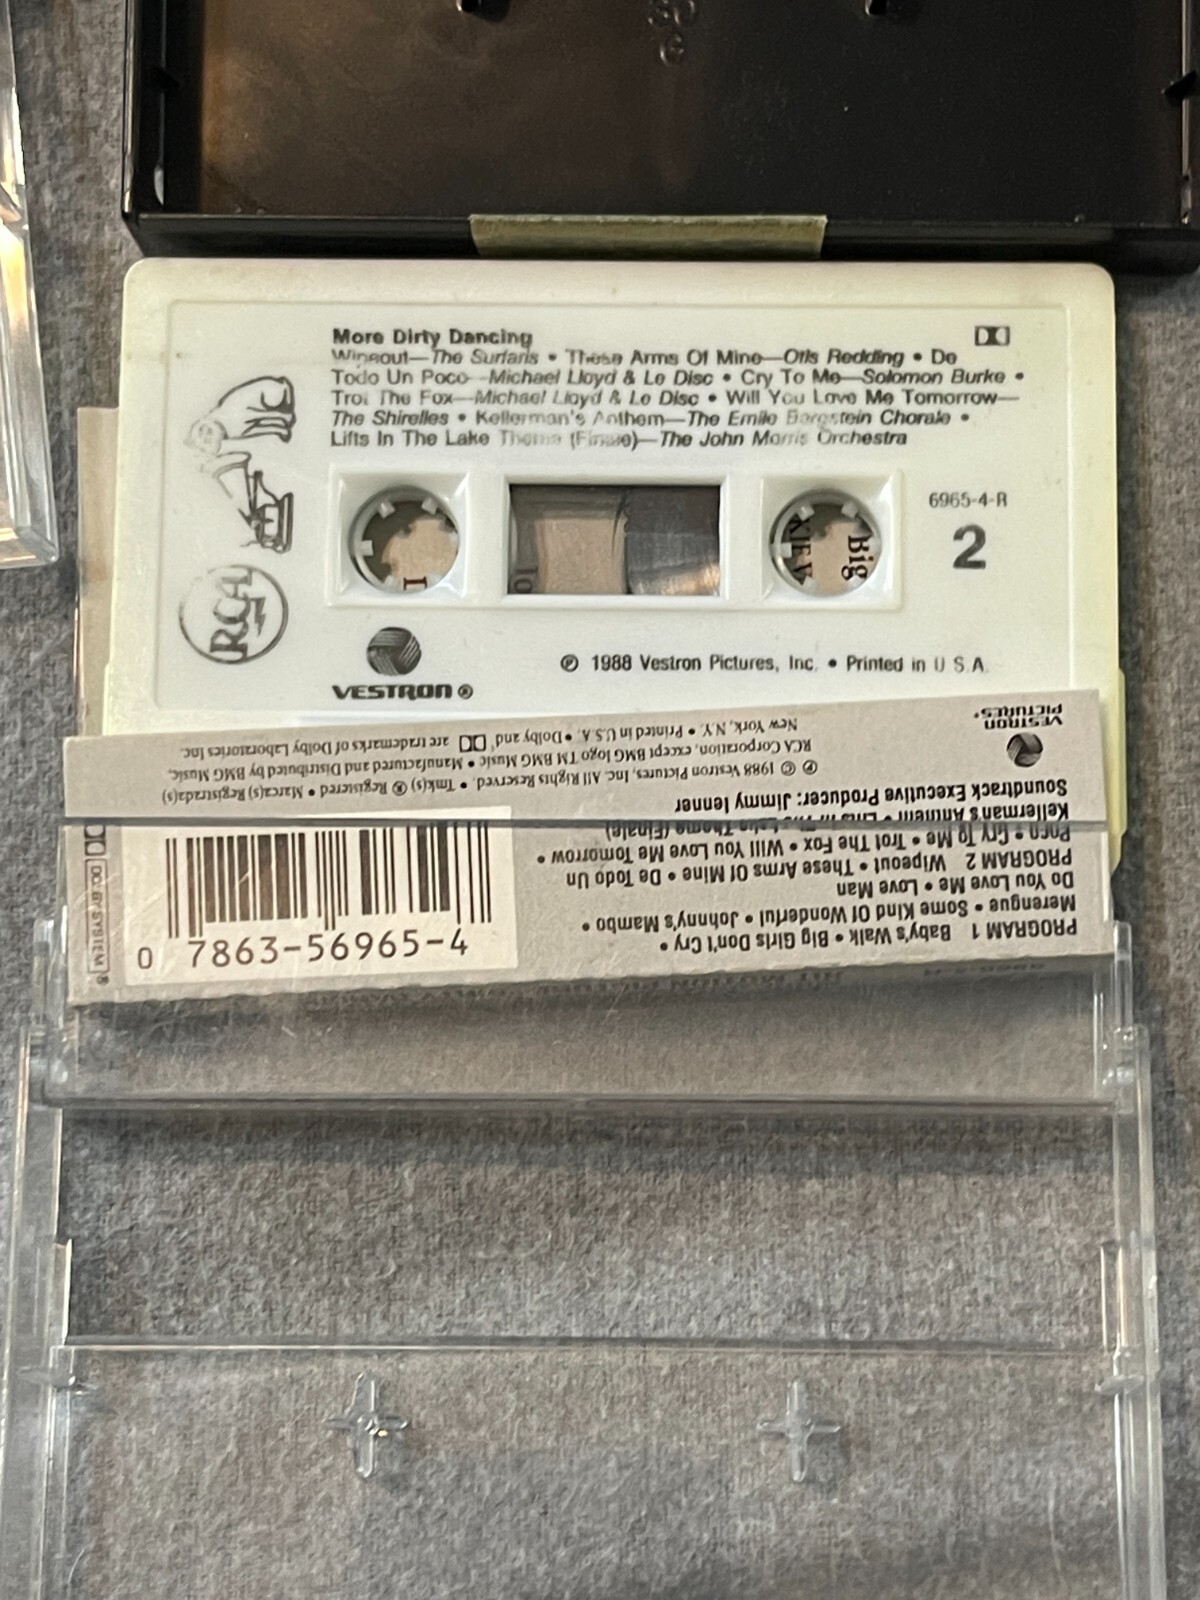 More Dirty Dancing
Wipeout—The Surfaris • These Arms Of Mine—Otis Redding • De
Todo Un Poco—Michael Lloyd & Le Disc • Cry To Me—Solomon Burke •
Trot The Fox—Michael Lloyd & Le Disc • Will You Love Me Tomorrow—
The Shirelles • Kellerman's Anthem—The Emile Bergstein Chorale •
Lifts In The Lake Theme (Finale)—The John Morris Orchestra
6965-4-R
2
Big
RCA
VESTRON®
℗ 1988 Vestron Pictures, Inc. • Printed in U S A
PROGRAM 1 Baby's Walk • Big Girls Don't Cry •
Merengue • Some Kind Of Wonderful • Johnny's Mambo •
Do You Love Me • Love Man
PROGRAM 2 Wipeout • These Arms Of Mine • De Todo Un
Poco • Cry To Me • Trot The Fox • Will You Love Me Tomorrow •
Kellerman's Anthem • Lifts In The Lake Theme (Finale)
Soundtrack Executive Producer: Jimmy Ienner
℗ © 1988 Vestron Pictures, Inc. All Rights Reserved. • Tmk(s) ® Registered • Marca(s) Registrada(s)
RCA Corporation, except BMG logo TM BMG Music • Manufactured and Distributed by BMG Music,
New York, N.Y. • Printed in U.S.A. • Dolby and are trademarks of Dolby Laboratories Inc.
VESTRON
PICTURES®
0 7863-56965-4
DOLBY SYSTEM®